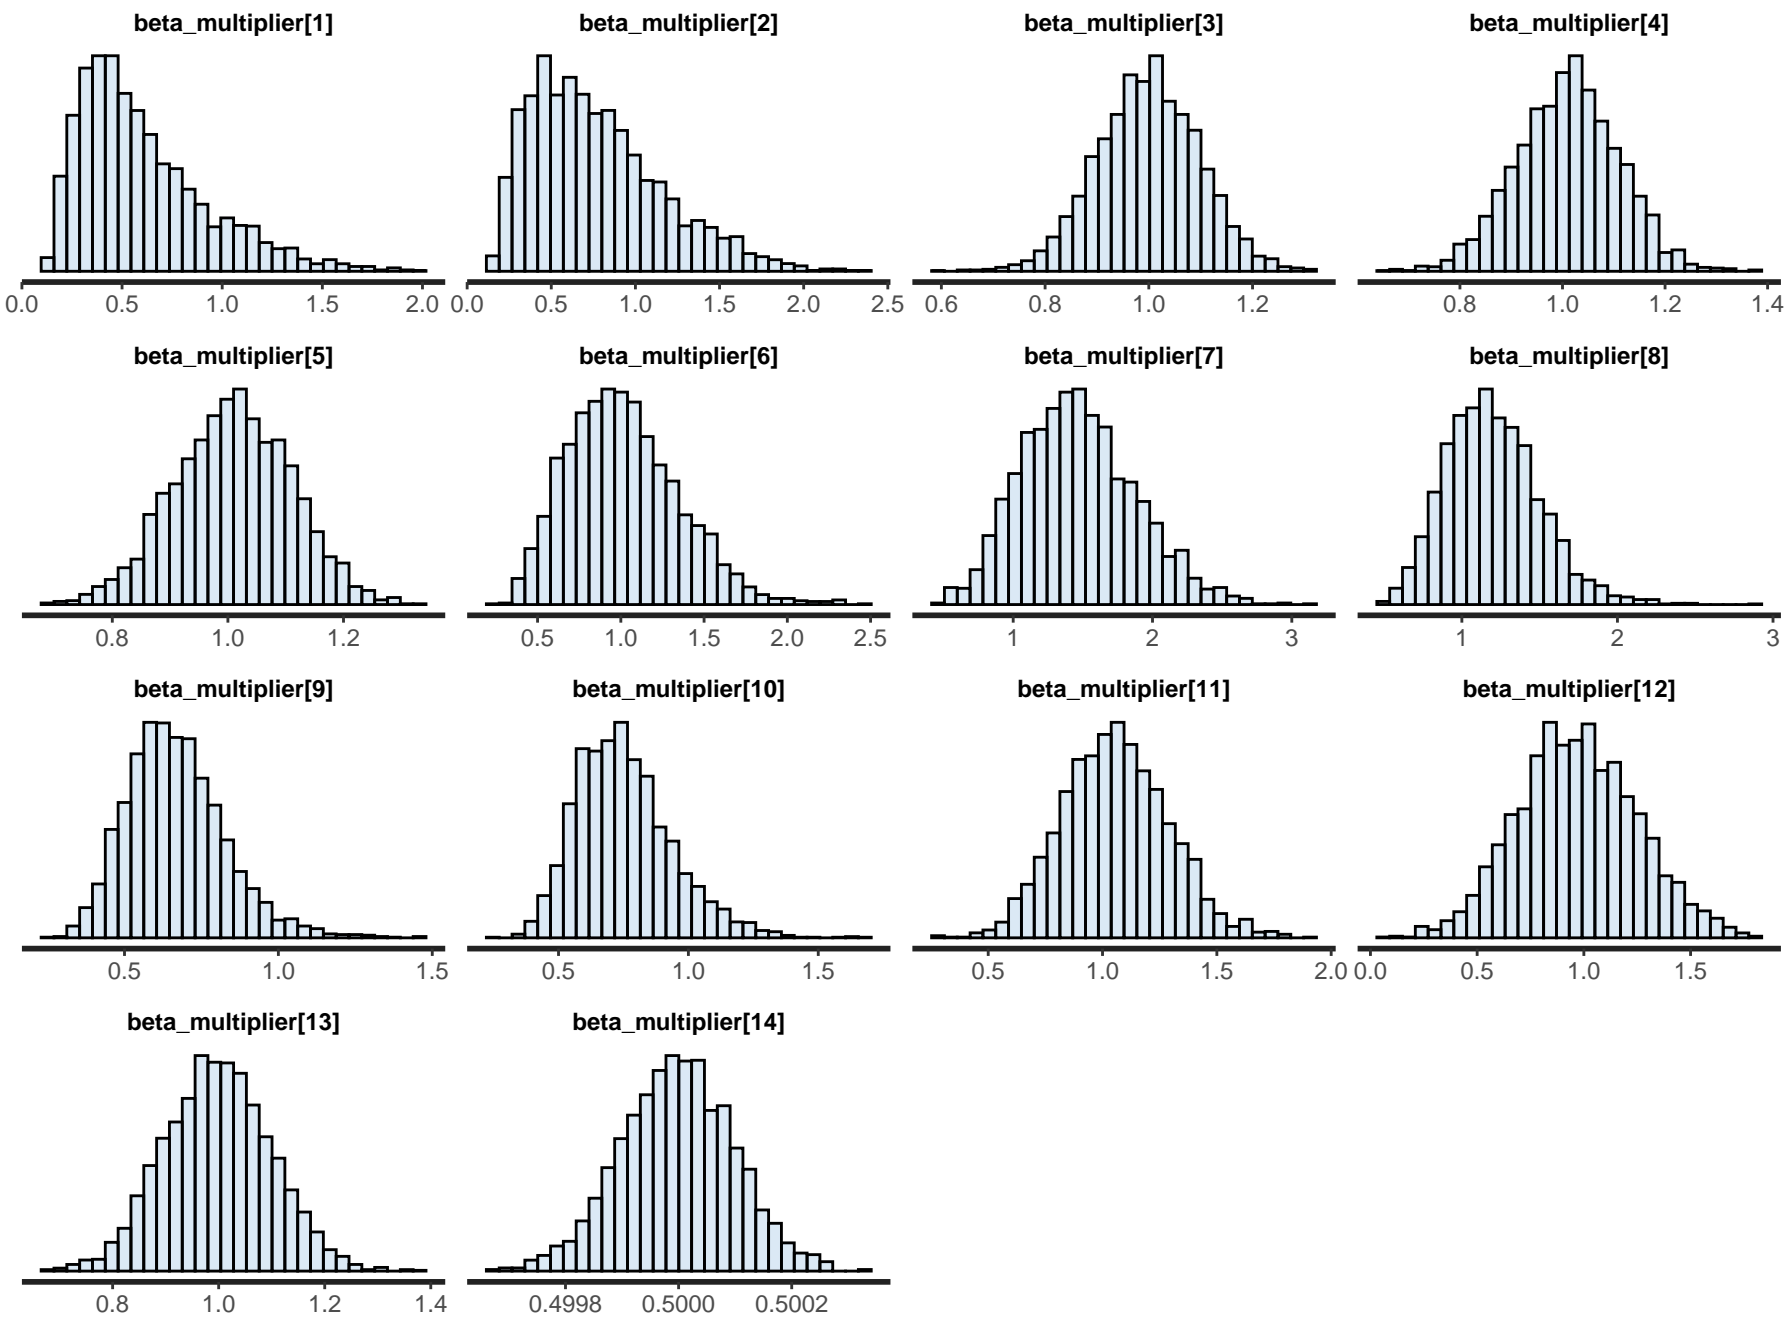 beta_multiplier[1] beta_multiplier[2] beta_multiplier[3] beta_multiplier[4]
0.0 0.5 1.0 1.5 2.0 0.0 0.5 1.0 1.5 2.0 2.5 0.6 0.8 1.0 1.2 0.8 1.0 1.2 1.4
beta_multiplier[5] beta_multiplier[6] beta_multiplier[7] beta_multiplier[8]
0.8 1.0 1.2 0.5 1.0 1.5 2.0 2.5 1 2 3 1 2 3
beta_multiplier[9] beta_multiplier[10] beta_multiplier[11] beta_multiplier[12]
0.5 1.0 1.5 0.5 1.0 1.5 0.5 1.0 1.5 2.0 0.0 0.5 1.0 1.5
beta_multiplier[13] beta_multiplier[14]
0.8 1.0 1.2 1.4 0.4998 0.5000 0.5002